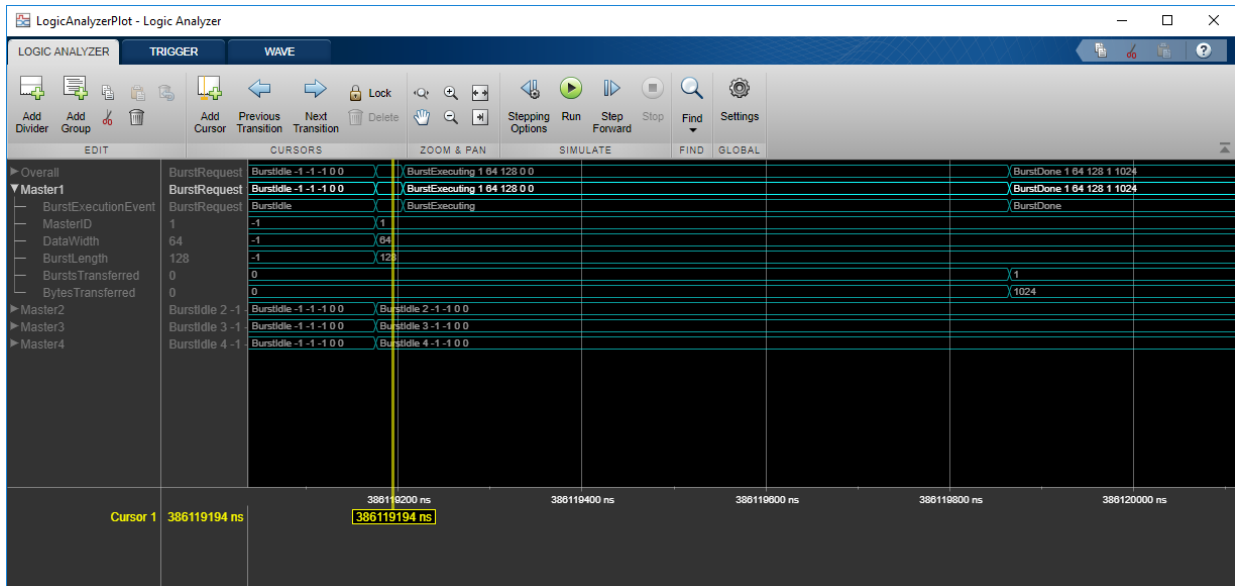 LogicAnalyzerPlot - Logic Analyzer
LOGIC ANALYZER TRIGGER WAVE
Add Divider
Add Group
Add Cursor
Previous Transition
Next Transition
Lock
Delete
Stepping Options
Run
Step Forward
Stop
Find
Settings
EDIT CURSORS ZOOM & PAN SIMULATE FIND GLOBAL
Overall BurstRequest BurstIdle -1 -1 -1 0 0 BurstExecuting 1 64 128 0 0 BurstDone 1 64 128 1 1024
Master1 BurstRequest BurstIdle -1 -1 -1 0 0 BurstExecuting 1 64 128 0 0 BurstDone 1 64 128 1 1024
BurstExecutionEvent BurstRequest BurstIdle BurstExecuting BurstDone
MasterID 1 -1 1
DataWidth 64 -1 64
BurstLength 128 -1 128
BurstsTransferred 0 0 1
BytesTransferred 0 0 1024
Master2 BurstIdle 2 -1 - BurstIdle -1 -1 -1 0 0 BurstIdle 2 -1 -1 0 0
Master3 BurstIdle 3 -1 - BurstIdle -1 -1 -1 0 0 BurstIdle 3 -1 -1 0 0
Master4 BurstIdle 4 -1 - BurstIdle -1 -1 -1 0 0 BurstIdle 4 -1 -1 0 0
386119200 ns 386119400 ns 386119600 ns 386119800 ns 386120000 ns
Cursor 1 386119194 ns 386119194 ns